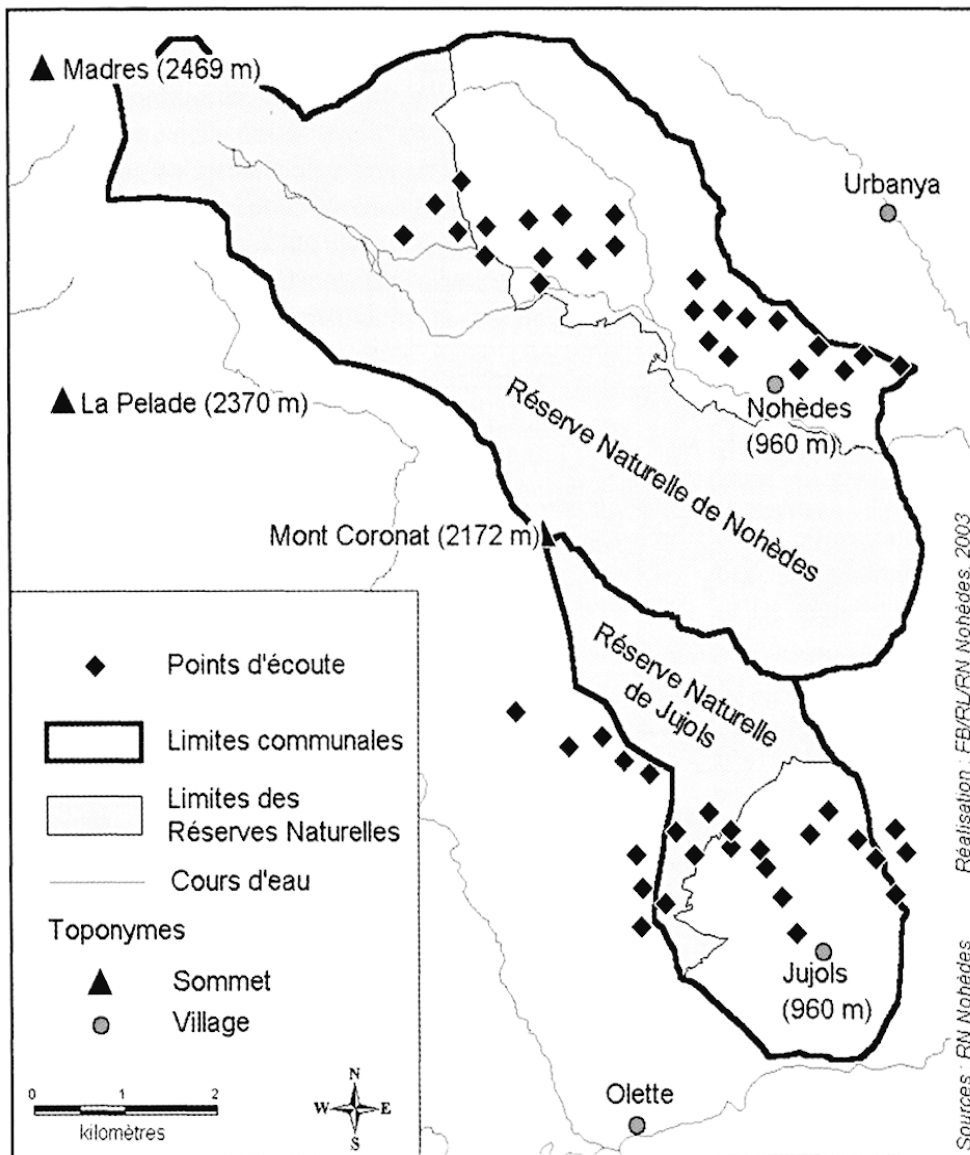 Madres (2469 m)
Urbanya
La Pelade (2370 m)
Réserve Naturelle de Nohèdes
Nohèdes
(960 m)
Mont Coronat (2172 m)
Réserve Naturelle
de Jujols
Points d'écoute
Limites communales
Limites des
Réserves Naturelles
Cours d'eau
Toponymes
Sommet
Village
0 1 2
kilomètres
N
W E
S
Jujols
(960 m)
Olette
Sources : RN Nohèdes Réalisation : FB/RL/RN Nohèdes, 2003